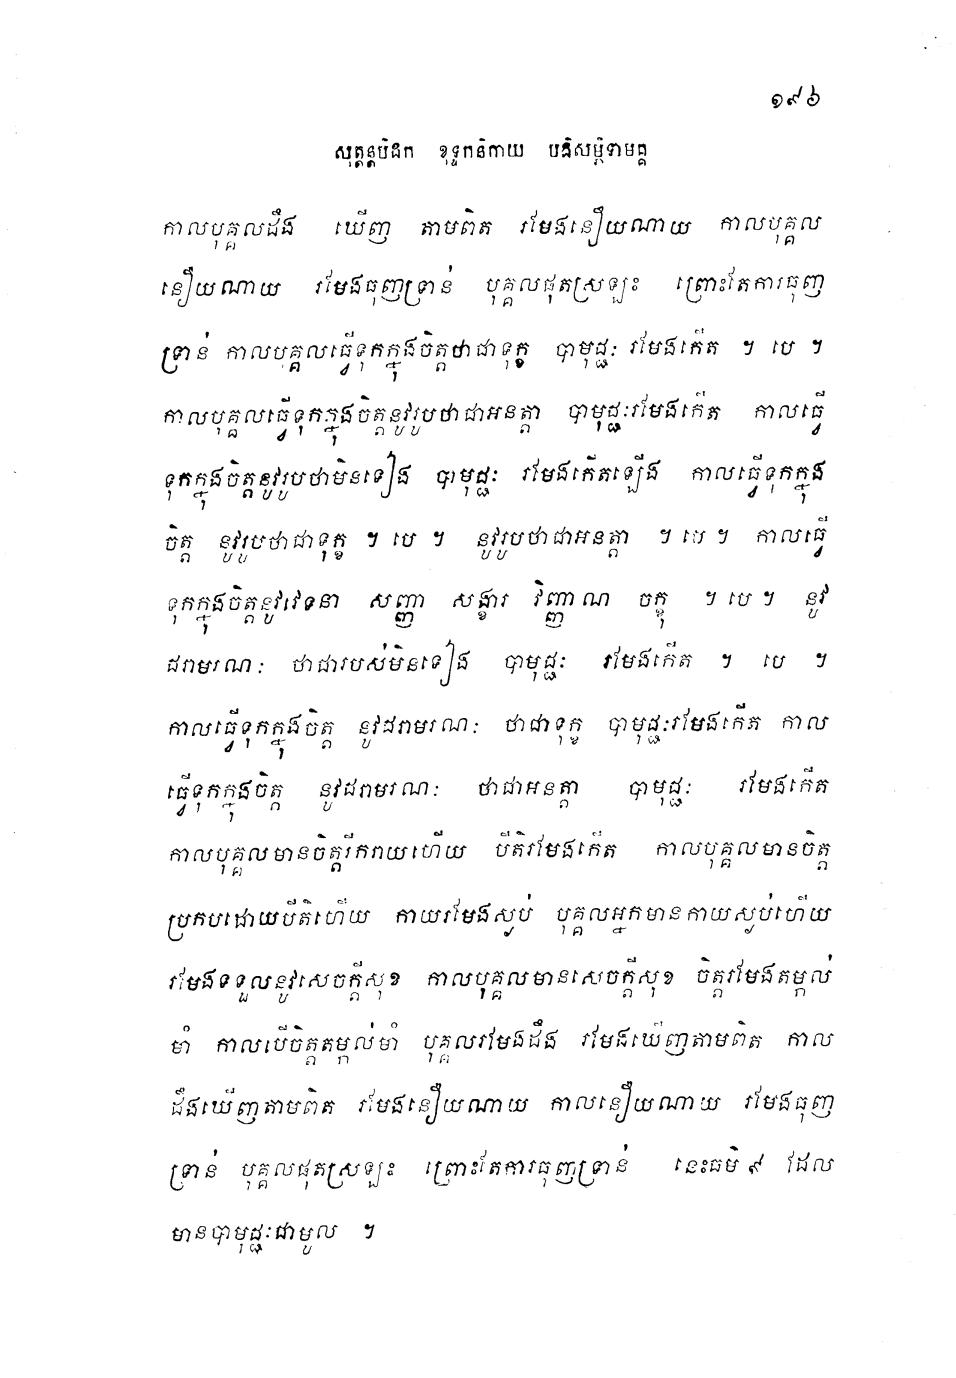 ១៩៦
សុត្តន្តបិដក ខុទ្ទកនិកាយ បដិសម្ភិទាមគ្គ
កាលបុគ្គលដឹង ឃើញ តាមពិត រមែងនឿយណាយ កាលបុគ្គល
នឿយណាយ រមែងធុញទ្រាន់ បុគ្គលផុតស្រឡះ ព្រោះតែការធុញ
ទ្រាន់ កាលបុគ្គលធ្វើទុកក្នុងចិត្តថាជាទុក្ខ បាមុជ្ជៈ រមែងកើត ។ បេ ។
កាលបុគ្គលធ្វើទុកក្នុងចិត្តនូវរូបថាជាអនត្តា បាមុជ្ជៈរមែងកើត កាលធ្វើ
ទុកក្នុងចិត្តនូវរូបថាមិនទៀង បាមុជ្ជៈ រមែងកើតឡើង កាលធ្វើទុកក្នុង
ចិត្ត នូវរូបថាជាទុក្ខ ។ បេ ។ នូវរូបថាជាអនត្តា ។ បេ ។ កាលធ្វើ
ទុកក្នុងចិត្តនូវវេទនា សញ្ញា សង្ខារ វិញ្ញាណ ចក្ខុ ។ បេ ។ នូវ
ជរាមរណៈ ថាជារបស់មិនទៀង បាមុជ្ជៈ រមែងកើត ។ បេ ។
កាលធ្វើទុកក្នុងចិត្ត នូវជរាមរណៈ ថាជាទុក្ខ បាមុជ្ជៈរមែងកើត កាល
ធ្វើទុកក្នុងចិត្ត នូវជរាមរណៈ ថាជាអនត្តា បាមុជ្ជៈ រមែងកើត
កាលបុគ្គលមានចិត្តរីករាយហើយ បីតិរមែងកើត កាលបុគ្គលមានចិត្ត
ប្រកបដោយបីតិហើយ កាយរមែងស្ងប់ បុគ្គលអ្នកមានកាយស្ងប់ហើយ
រមែងទទួលនូវសេចក្តីសុខ កាលបុគ្គលមានសេចក្តីសុខ ចិត្តរមែងតម្កល់
មាំ កាលបើចិត្តតម្កល់មាំ បុគ្គលរមែងដឹង រមែងឃើញតាមពិត កាល
ដឹងឃើញតាមពិត រមែងនឿយណាយ កាលនឿយណាយ រមែងធុញ
ទ្រាន់ បុគ្គលផុតស្រឡះ ព្រោះតែការធុញទ្រាន់ នេះធម៌ ៩ ដែល
មានបាមុជ្ជៈជាមូល ។